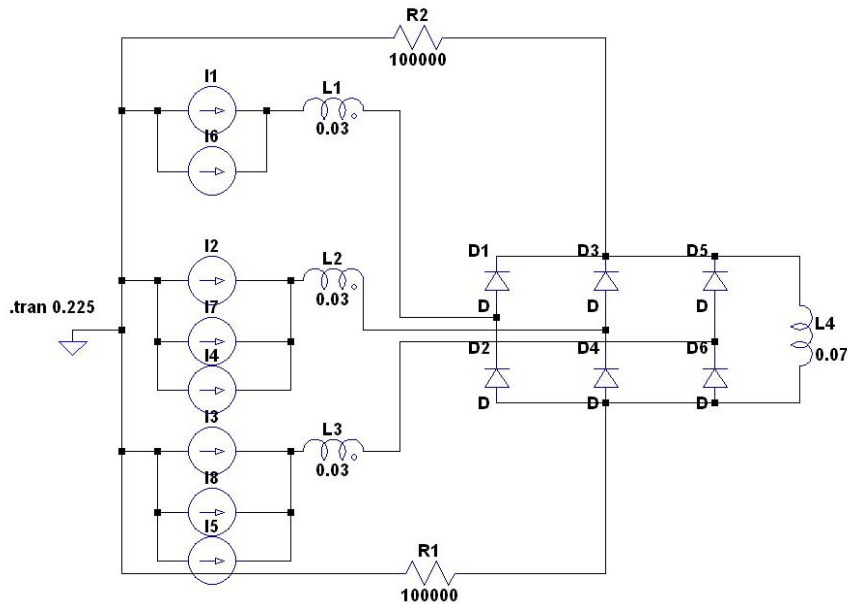 R2
100000
I1
L1
0.03
I6
I2
L2
0.03
I7
I4
.tran 0.225
D1
D3
D5
D
D
D
L4
0.07
D2
D4
D6
D
D
D
I3
L3
0.03
I8
I5
R1
100000